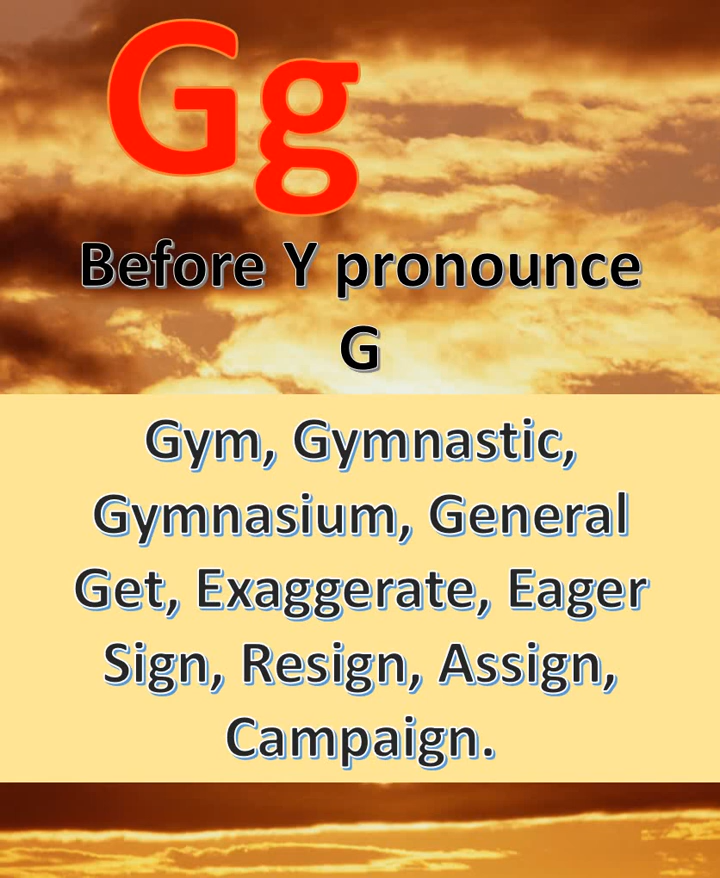 Gg
Before Y pronounce
G
Gym, Gymnastic,
Gymnasium, General
Get, Exaggerate, Eager
Sign, Resign, Assign,
Campaign.